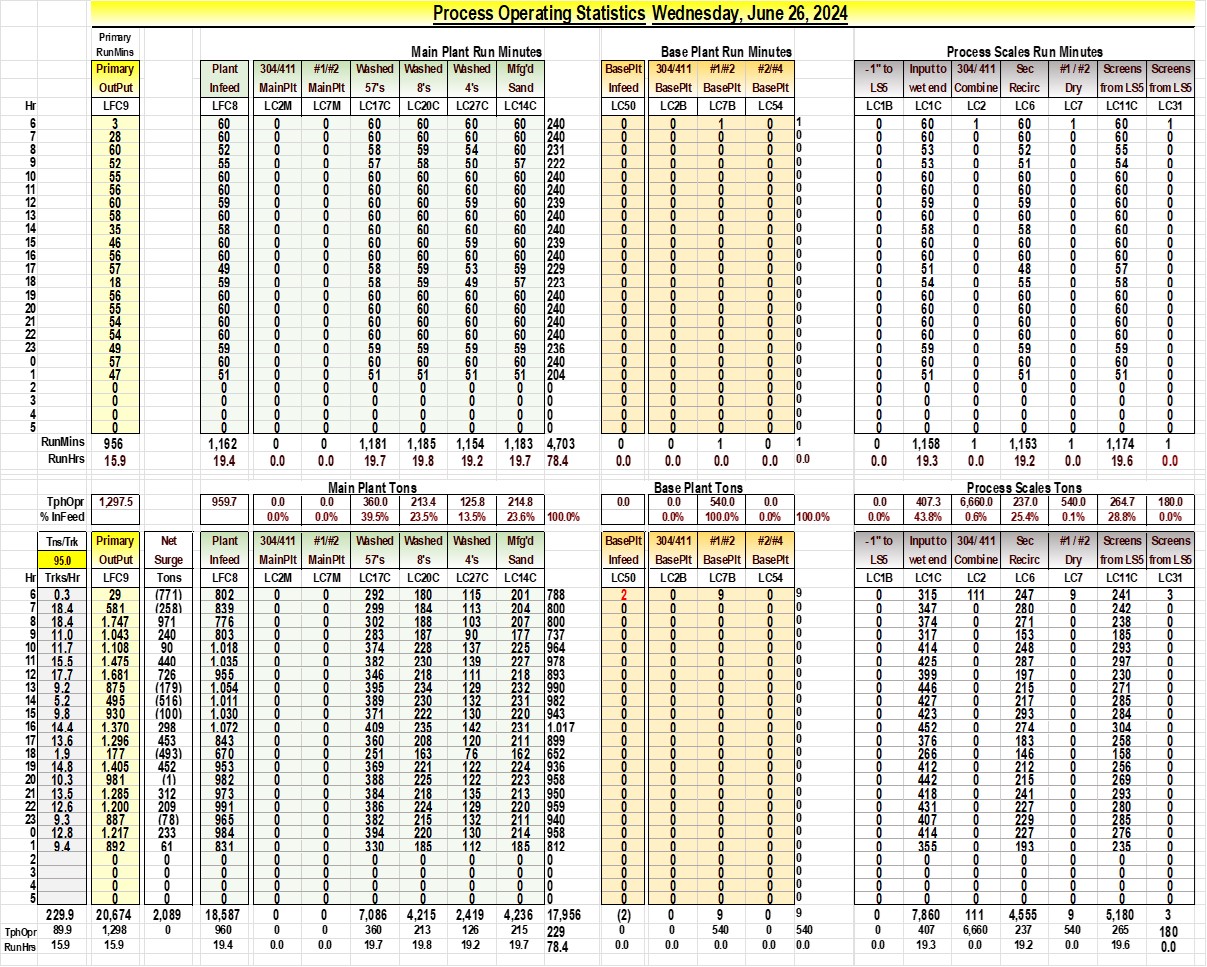 Process Operating Statistics Wednesday, June 26, 2024
Primary
RunMins Main Plant Run Minutes Base Plant Run Minutes Process Scales Run Minutes
Primary Plant 304/411 #1/#2 Washed Washed Washed Mfg'd BasePlt 304/411 #1/#2 #2/#4 -1" to Input to 304/ 411 Sec #1 / #2 Screens Screens
OutPut Infeed MainPlt MainPlt 57's 8's 4's Sand Infeed BasePlt BasePlt BasePlt LS5 wet end Combine Recirc Dry from LS5 from LS5
Hr LFC9 LFC8 LC2M LC7M LC17C LC20C LC27C LC14C LC50 LC2B LC7B LC54 LC1B LC1C LC2 LC6 LC7 LC11C LC31
6 3 60 0 0 60 60 60 60 240 0 0 1 0 1 0 60 1 60 1 60 1
7 28 60 0 0 60 60 60 60 240 0 0 0 0 0 0 60 0 60 0 60 0
8 60 52 0 0 58 59 54 60 231 0 0 0 0 0 0 53 0 52 0 55 0
9 52 55 0 0 57 58 50 57 222 0 0 0 0 0 0 53 0 51 0 54 0
10 55 60 0 0 60 60 60 60 240 0 0 0 0 0 0 60 0 60 0 60 0
11 56 60 0 0 60 60 60 60 240 0 0 0 0 0 0 60 0 60 0 60 0
12 60 59 0 0 60 60 59 60 239 0 0 0 0 0 0 59 0 59 0 60 0
13 58 60 0 0 60 60 60 60 240 0 0 0 0 0 0 60 0 60 0 60 0
14 35 58 0 0 60 60 60 60 240 0 0 0 0 0 0 58 0 58 0 60 0
15 46 60 0 0 60 60 59 60 239 0 0 0 0 0 0 60 0 60 0 60 0
16 56 60 0 0 60 60 60 60 240 0 0 0 0 0 0 60 0 60 0 60 0
17 57 49 0 0 58 59 53 59 229 0 0 0 0 0 0 51 0 48 0 57 0
18 18 59 0 0 58 59 49 57 223 0 0 0 0 0 0 54 0 55 0 58 0
19 56 60 0 0 60 60 60 60 240 0 0 0 0 0 0 60 0 60 0 60 0
20 55 60 0 0 60 60 60 60 240 0 0 0 0 0 0 60 0 60 0 60 0
21 54 60 0 0 60 60 60 60 240 0 0 0 0 0 0 60 0 60 0 60 0
22 54 60 0 0 60 60 60 60 240 0 0 0 0 0 0 60 0 60 0 60 0
23 49 59 0 0 59 59 59 59 236 0 0 0 0 0 0 59 0 59 0 59 0
0 57 60 0 0 60 60 60 60 240 0 0 0 0 0 0 60 0 60 0 60 0
1 47 51 0 0 51 51 51 51 204 0 0 0 0 0 0 51 0 51 0 51 0
2 0 0 0 0 0 0 0 0 0 0 0 0 0 0 0 0 0 0 0 0 0
3 0 0 0 0 0 0 0 0 0 0 0 0 0 0 0 0 0 0 0 0 0
4 0 0 0 0 0 0 0 0 0 0 0 0 0 0 0 0 0 0 0 0 0
5 0 0 0 0 0 0 0 0 0 0 0 0 0 0 0 0 0 0 0 0 0
RunMins 956 1,162 0 0 1,181 1,185 1,154 1,183 4,703 0 0 1 0 1 0 1,158 1 1,153 1 1,174 1
RunHrs 15.9 19.4 0.0 0.0 19.7 19.8 19.2 19.7 78.4 0.0 0.0 0.0 0.0 0.0 0.0 19.3 0.0 19.2 0.0 19.6 0.0
Main Plant Tons Base Plant Tons Process Scales Tons
TphOpr 1,297.5 959.7 0.0 0.0 360.0 213.4 125.8 214.8 0.0 0.0 540.0 0.0 0.0 407.3 6,660.0 237.0 540.0 264.7 180.0
% InFeed 0.0% 0.0% 39.5% 23.5% 13.5% 23.6% 100.0% 0.0% 100.0% 0.0% 100.0% 0.0% 43.8% 0.6% 25.4% 0.1% 28.8% 0.0%
Tns/Trk Primary Net Plant 304/411 #1/#2 Washed Washed Washed Mfg'd BasePlt 304/411 #1/#2 #2/#4 -1" to Input to 304/ 411 Sec #1 / #2 Screens Screens
95.0 OutPut Surge Infeed MainPlt MainPlt 57's 8's 4's Sand Infeed BasePlt BasePlt BasePlt LS5 wet end Combine Recirc Dry from LS5 from LS5
Hr Trks/Hr LFC9 Tons LFC8 LC2M LC7M LC17C LC20C LC27C LC14C LC50 LC2B LC7B LC54 LC1B LC1C LC2 LC6 LC7 LC11C LC31
6 0.3 29 (771) 802 0 0 292 180 115 201 788 2 0 9 0 9 0 315 111 247 9 241 3
7 18.4 581 (258) 839 0 0 299 184 113 204 800 0 0 0 0 0 0 347 0 280 0 242 0
8 18.4 1.747 971 776 0 0 302 188 103 207 800 0 0 0 0 0 0 374 0 271 0 238 0
9 11.0 1.043 240 803 0 0 283 187 90 177 737 0 0 0 0 0 0 317 0 153 0 185 0
10 11.7 1.108 90 1.018 0 0 374 228 137 225 964 0 0 0 0 0 0 414 0 248 0 293 0
11 15.5 1.475 440 1.035 0 0 382 230 139 227 978 0 0 0 0 0 0 425 0 287 0 297 0
12 17.7 1.681 726 955 0 0 346 218 111 218 893 0 0 0 0 0 0 399 0 197 0 230 0
13 9.2 875 (179) 1.054 0 0 395 234 129 232 990 0 0 0 0 0 0 446 0 215 0 271 0
14 5.2 495 (516) 1.011 0 0 389 230 132 231 982 0 0 0 0 0 0 427 0 217 0 285 0
15 9.8 930 (100) 1.030 0 0 371 222 130 220 943 0 0 0 0 0 0 423 0 293 0 284 0
16 14.4 1.370 298 1.072 0 0 409 235 142 231 1.017 0 0 0 0 0 0 452 0 274 0 304 0
17 13.6 1.296 453 843 0 0 360 208 120 211 899 0 0 0 0 0 0 376 0 183 0 258 0
18 1.9 177 (493) 670 0 0 251 163 76 162 652 0 0 0 0 0 0 266 0 146 0 158 0
19 14.8 1.405 452 953 0 0 369 221 122 224 936 0 0 0 0 0 0 412 0 212 0 256 0
20 10.3 981 (1) 982 0 0 388 225 122 223 958 0 0 0 0 0 0 442 0 215 0 269 0
21 13.5 1.285 312 973 0 0 384 218 135 213 950 0 0 0 0 0 0 418 0 241 0 293 0
22 12.6 1.200 209 991 0 0 386 224 129 220 959 0 0 0 0 0 0 431 0 227 0 280 0
23 9.3 887 (78) 965 0 0 382 215 132 211 940 0 0 0 0 0 0 407 0 229 0 285 0
0 12.8 1.217 233 984 0 0 394 220 130 214 958 0 0 0 0 0 0 414 0 227 0 276 0
1 9.4 892 61 831 0 0 330 185 112 185 812 0 0 0 0 0 0 355 0 193 0 235 0
2 0 0 0 0 0 0 0 0 0 0 0 0 0 0 0 0 0 0 0 0 0 0
3 0 0 0 0 0 0 0 0 0 0 0 0 0 0 0 0 0 0 0 0 0 0
4 0 0 0 0 0 0 0 0 0 0 0 0 0 0 0 0 0 0 0 0 0 0
5 0 0 0 0 0 0 0 0 0 0 0 0 0 0 0 0 0 0 0 0 0 0
229.9 20,674 2,089 18,587 0 0 7,086 4,215 2,419 4,236 17,956 (2) 0 9 0 9 0 7,860 111 4,555 9 5,180 3
TphOpr 89.9 1,298 0 960 0 0 360 213 126 215 229 0 0 540 0 540 0 407 6,660 237 540 265 180
RunHrs 15.9 15.9 19.4 0.0 0.0 19.7 19.8 19.2 19.7 78.4 0.0 0.0 0.0 0.0 0.0 19.3 0.0 19.2 0.0 19.6 0.0